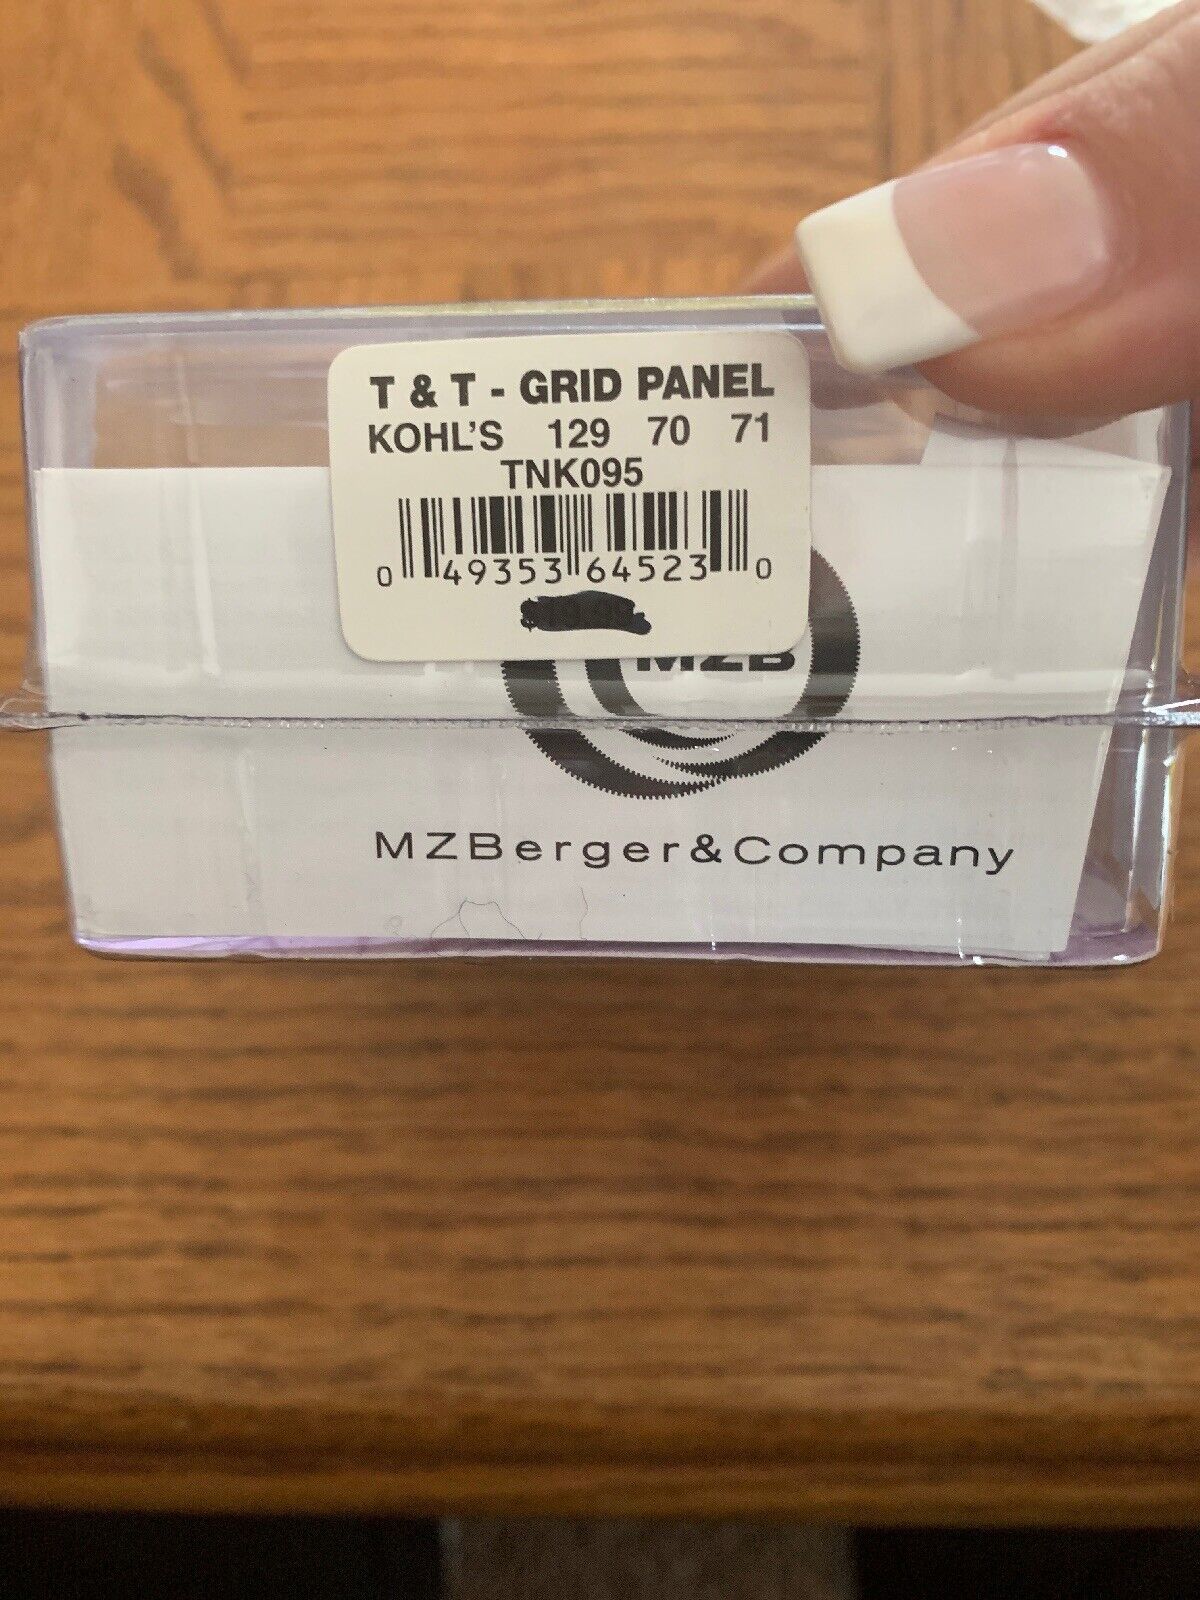 T & T - GRID PANEL
KOHL'S 129 70 71
TNK095
0 49353 64523 0
MZB
MZBerger&Company